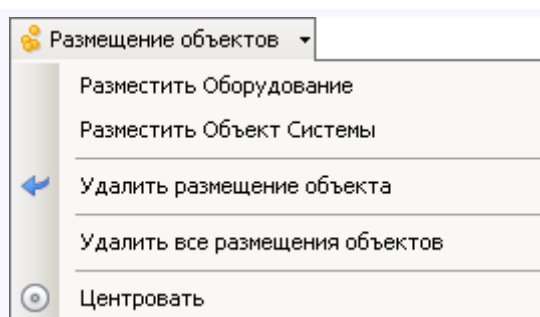 Размещение объектов
Разместить Оборудование
Разместить Объект Системы
Удалить размещение объекта
Удалить все размещения объектов
Центровать